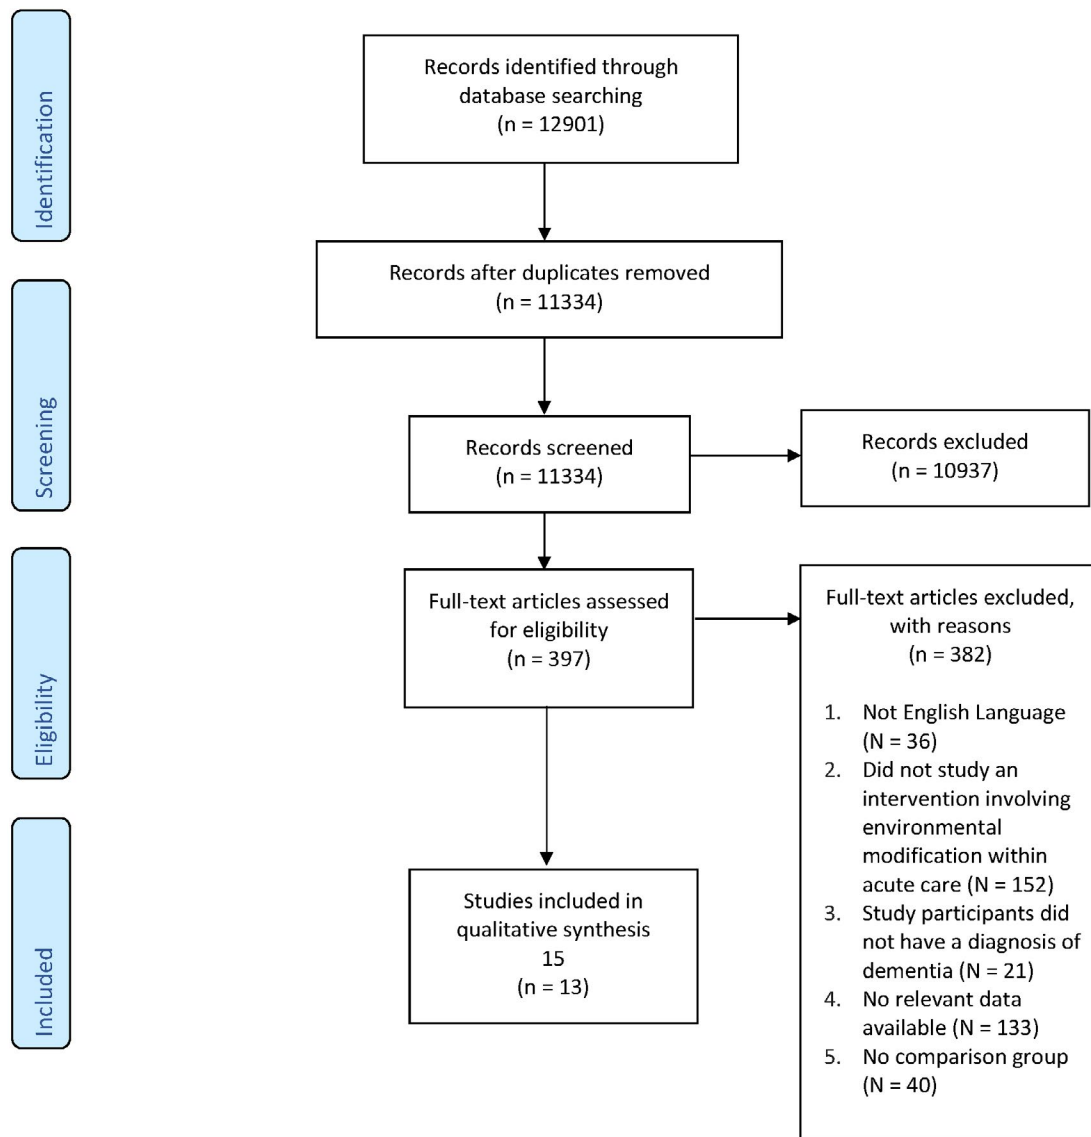 Identification
Records identified through
database searching
(n = 12901)
Records after duplicates removed
(n = 11334)
Screening
Records screened
(n = 11334)
Records excluded
(n = 10937)
Eligibility
Full-text articles assessed
for eligibility
(n = 397)
Full-text articles excluded,
with reasons
(n = 382)
1. Not English Language
(N = 36)
2. Did not study an
intervention involving
environmental
modification within
acute care (N = 152)
3. Study participants did
not have a diagnosis of
dementia (N = 21)
4. No relevant data
available (N = 133)
5. No comparison group
(N = 40)
Included
Studies included in
qualitative synthesis
15
(n = 13)